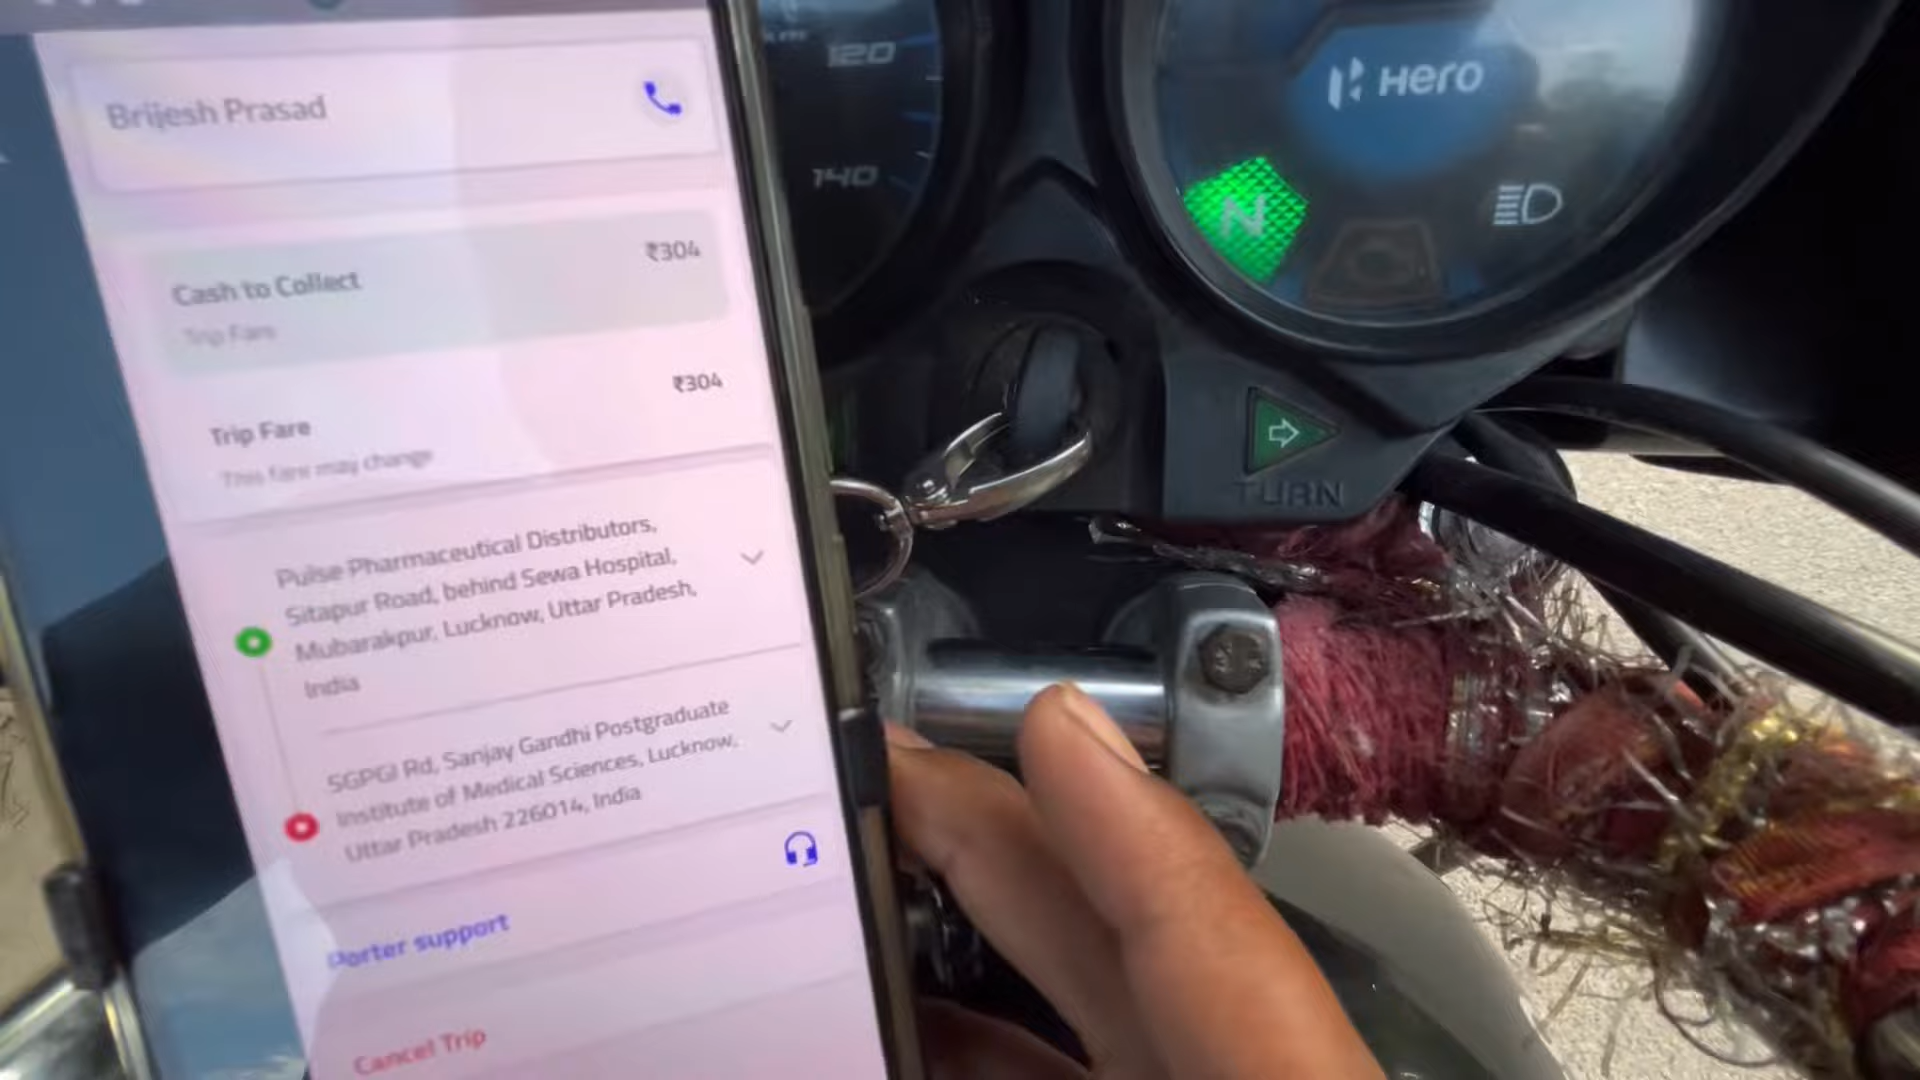 Brijesh Prasad
Cash to Collect
₹304
Trip Fare
Trip Fare
₹304
This fare may change
Pulse Pharmaceutical Distributors,
Sitapur Road, behind Sewa Hospital,
Mubarakpur, Lucknow, Uttar Pradesh,
India
SGPGI Rd, Sanjay Gandhi Postgraduate
Institute of Medical Sciences, Lucknow,
Uttar Pradesh 226014, India
Porter support
Cancel Trip
120
140
Hero
N
TURN